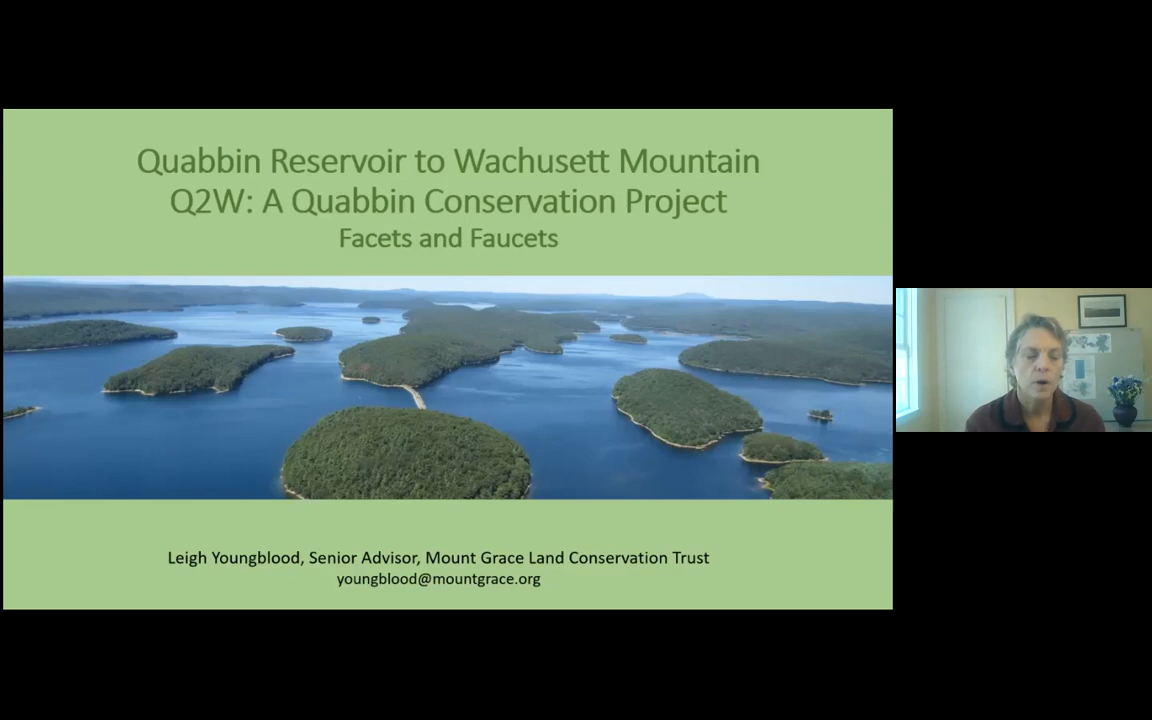 Quabbin Reservoir to Wachusett Mountain
Q2W: A Quabbin Conservation Project
Facets and Faucets
Leigh Youngblood, Senior Advisor, Mount Grace Land Conservation Trust
youngblood@mountgrace.org